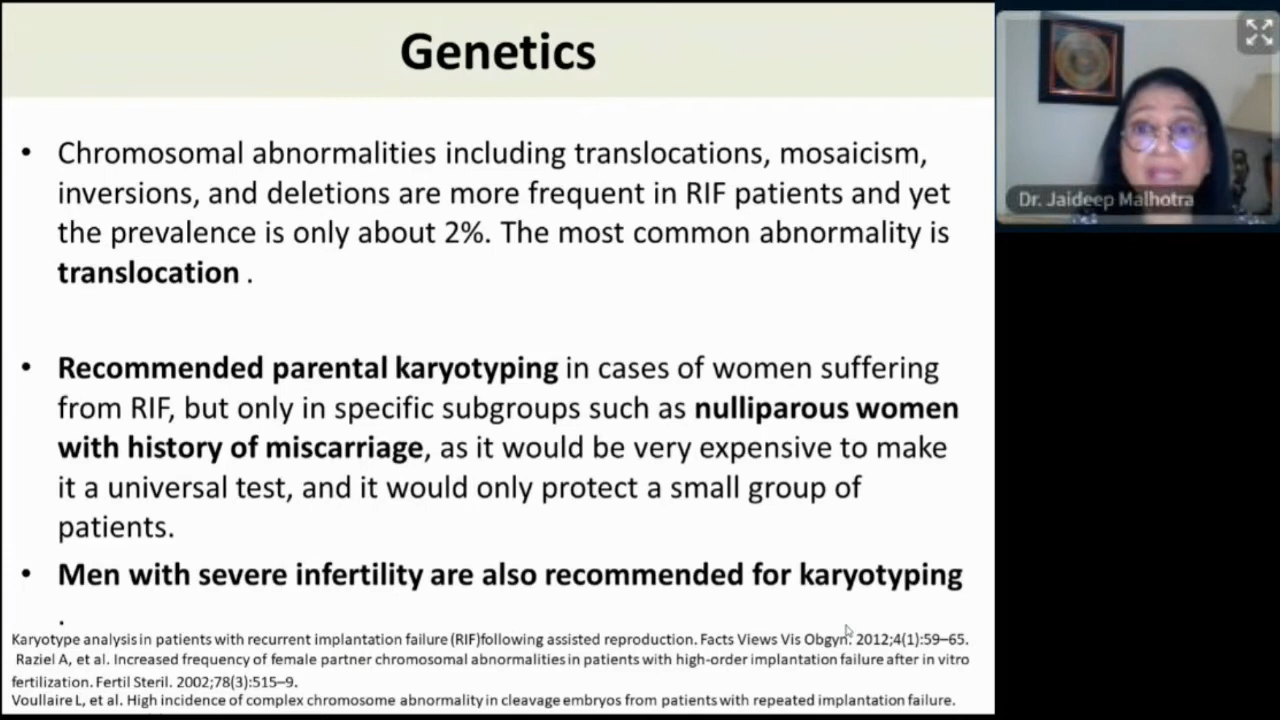 Genetics
• Chromosomal abnormalities including translocations, mosaicism,
inversions, and deletions are more frequent in RIF patients and yet
the prevalence is only about 2%. The most common abnormality is
translocation .
• Recommended parental karyotyping in cases of women suffering
from RIF, but only in specific subgroups such as nulliparous women
with history of miscarriage, as it would be very expensive to make
it a universal test, and it would only protect a small group of
patients.
• Men with severe infertility are also recommended for karyotyping
.
Karyotype analysis in patients with recurrent implantation failure (RIF)following assisted reproduction. Facts Views Vis Obgyn. 2012;4(1):59–65.
Raziel A, et al. Increased frequency of female partner chromosomal abnormalities in patients with high-order implantation failure after in vitro
fertilization. Fertil Steril. 2002;78(3):515–9.
Voullaire L, et al. High incidence of complex chromosome abnormality in cleavage embryos from patients with repeated implantation failure.
Dr. Jaideep Malhotra